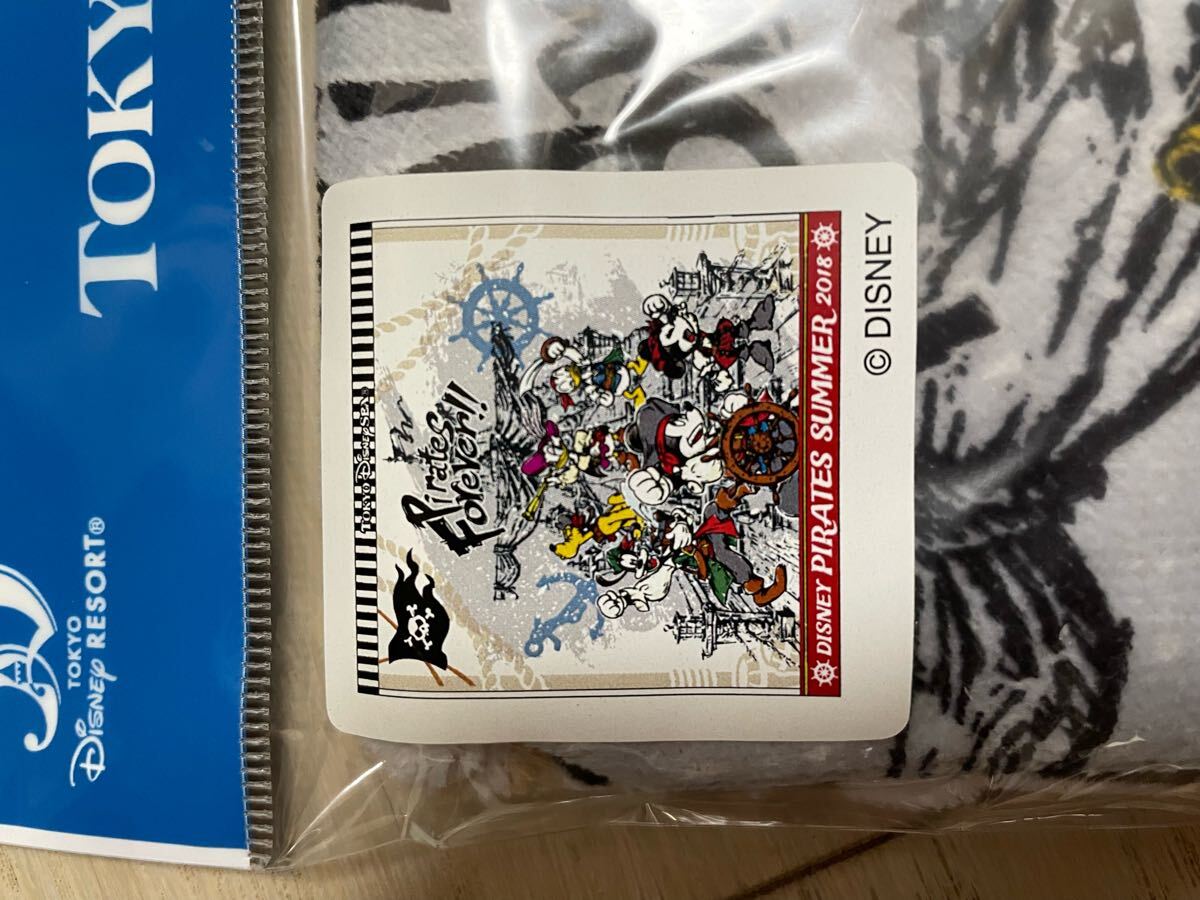 TOKY
TOKYO
DISNEY RESORT®
TOKYO DISNEYSEA®
Pirates
Forever!!
DISNEY PIRATES SUMMER 2018
© DISNEY